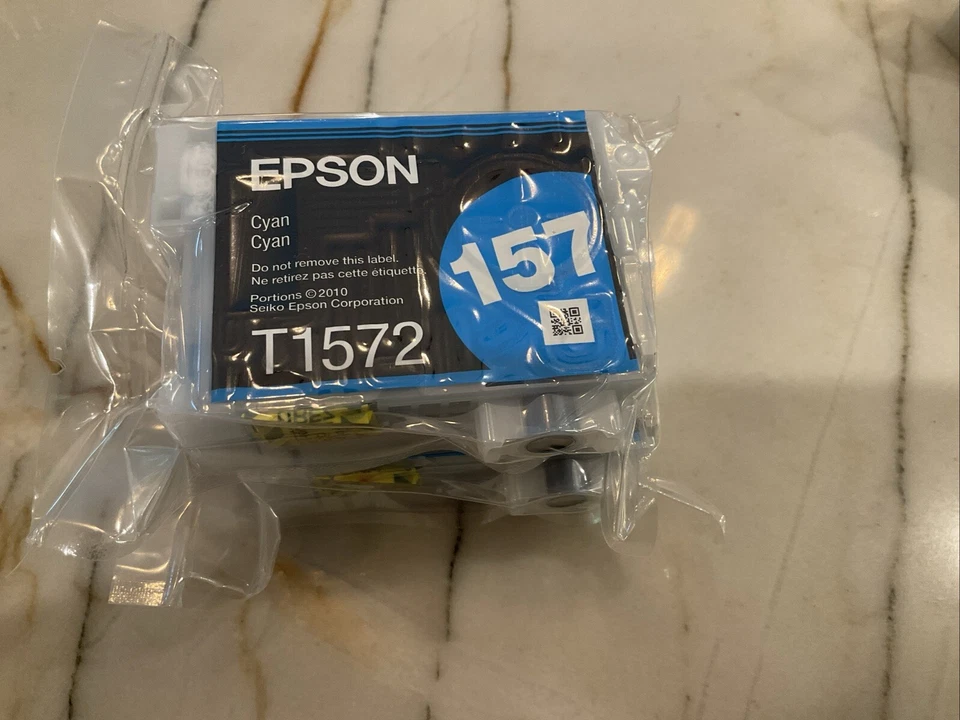 EPSON
Cyan
Cyan
Do not remove this label.
Ne retirez pas cette étiquette.
Portions ©2010
Seiko Epson Corporation
T1572
157